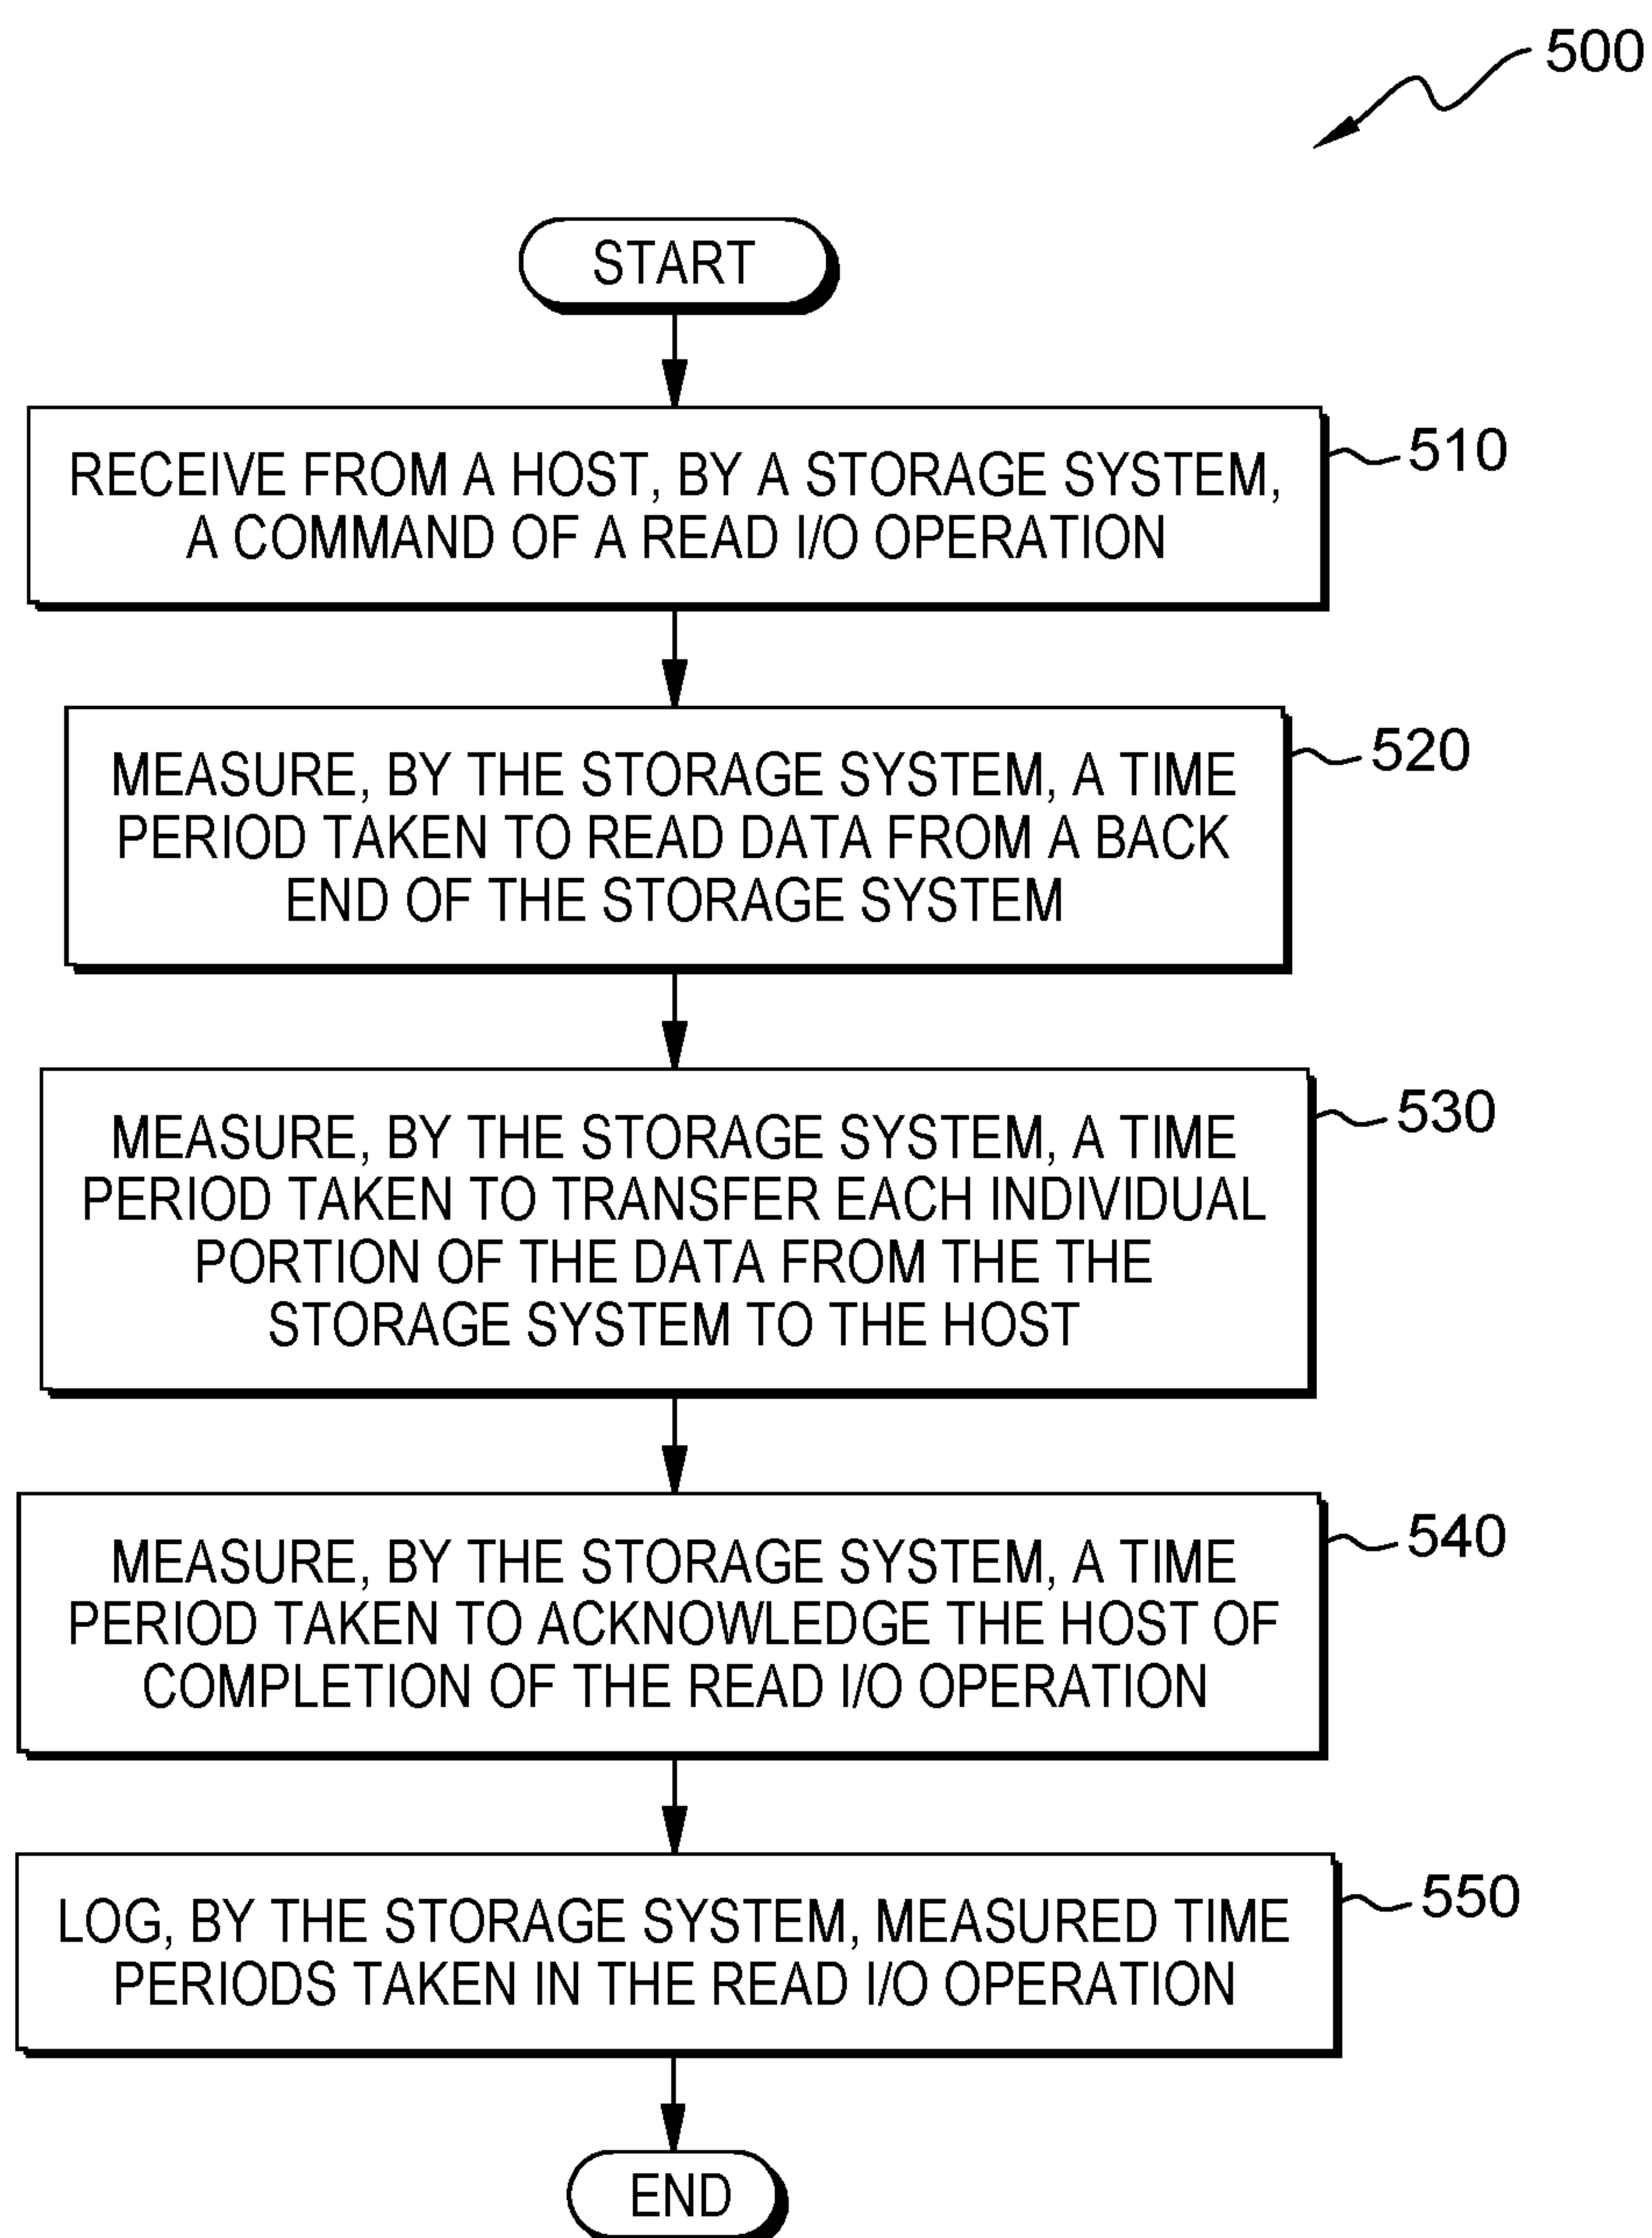 500
START
RECEIVE FROM A HOST, BY A STORAGE SYSTEM,
A COMMAND OF A READ I/O OPERATION
510
MEASURE, BY THE STORAGE SYSTEM, A TIME
PERIOD TAKEN TO READ DATA FROM A BACK
END OF THE STORAGE SYSTEM
520
MEASURE, BY THE STORAGE SYSTEM, A TIME
PERIOD TAKEN TO TRANSFER EACH INDIVIDUAL
PORTION OF THE DATA FROM THE THE
STORAGE SYSTEM TO THE HOST
530
MEASURE, BY THE STORAGE SYSTEM, A TIME
PERIOD TAKEN TO ACKNOWLEDGE THE HOST OF
COMPLETION OF THE READ I/O OPERATION
540
LOG, BY THE STORAGE SYSTEM, MEASURED TIME
PERIODS TAKEN IN THE READ I/O OPERATION
550
END